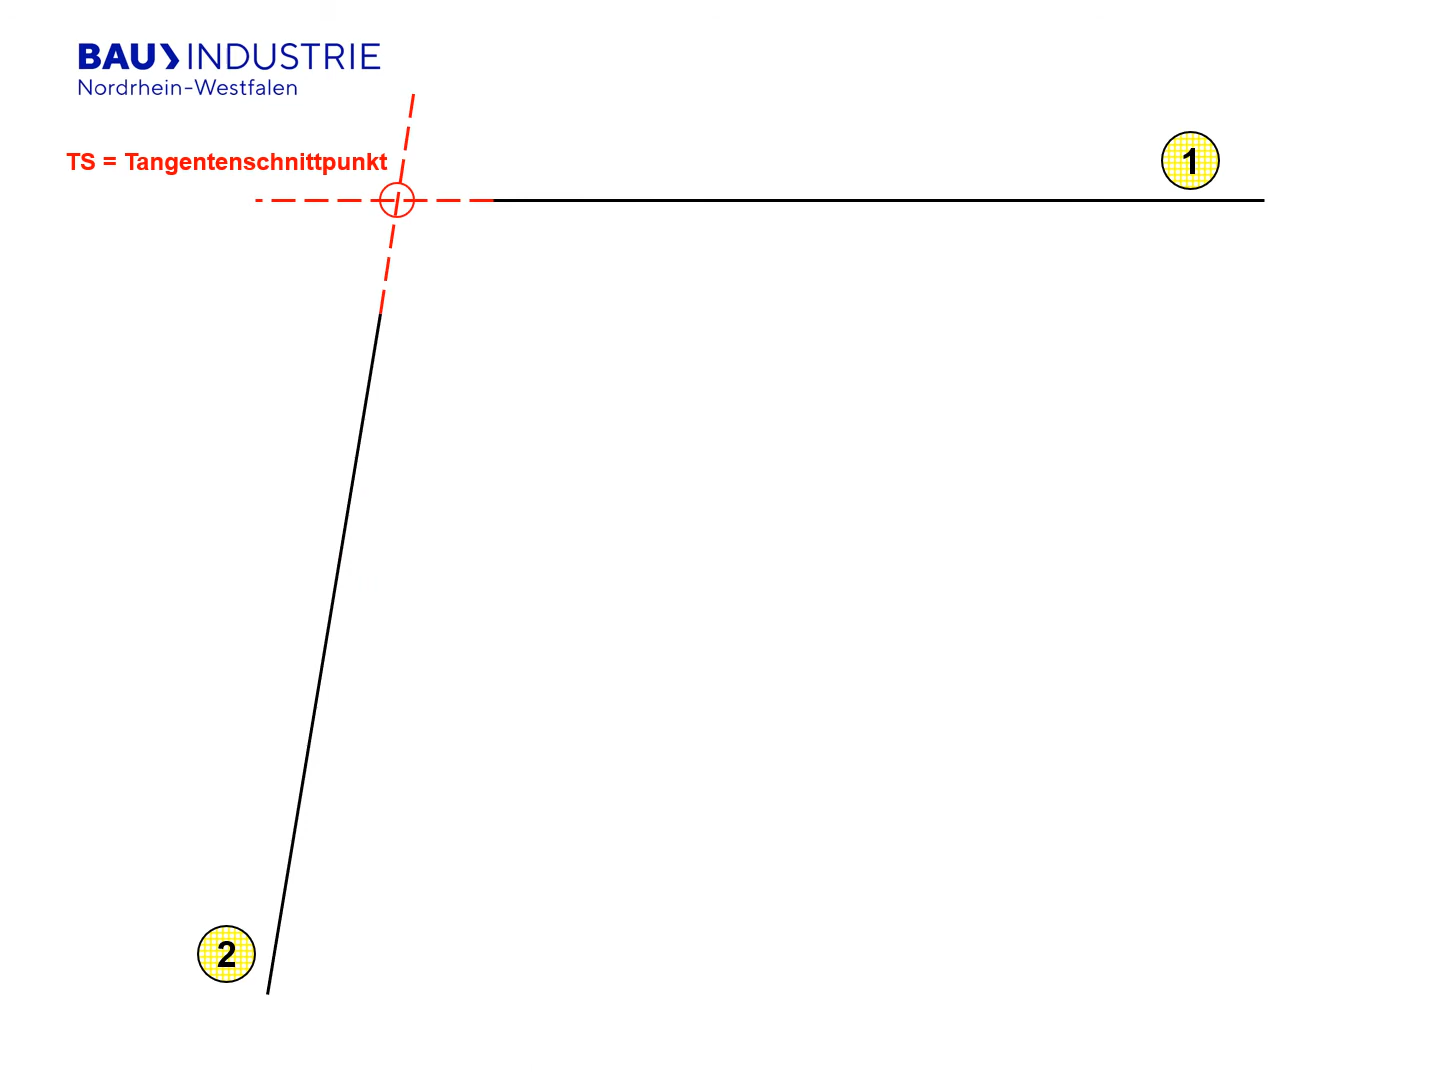 BAU INDUSTRIE
Nordrhein-Westfalen
TS = Tangentenschnittpunkt
1
2